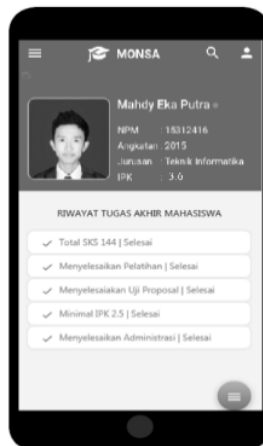 MONSA
Mahdy Eka Putra
NPM : 15312416
Angkatan : 2015
Jurusan : Teknik Informatika
IPK : 3.6
RIWAYAT TUGAS AKHIR MAHASISWA
Total SKS 144 | Selesai
Menyelesaikan Pelatihan | Selesai
Menyelesaiakan Uji Proposal | Selesai
Minimal IPK 2.5 | Selesai
Menyelesaikan Administrasi | Selesai